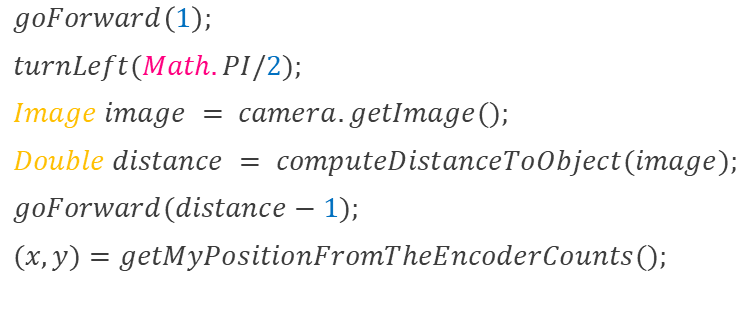 goForward(1);
turnLeft(Math.PI/2);
Image image = camera.getImage();
Double distance = computeDistanceToObject(image);
goForward(distance − 1);
(x, y) = getMyPositionFromTheEncoderCounts();